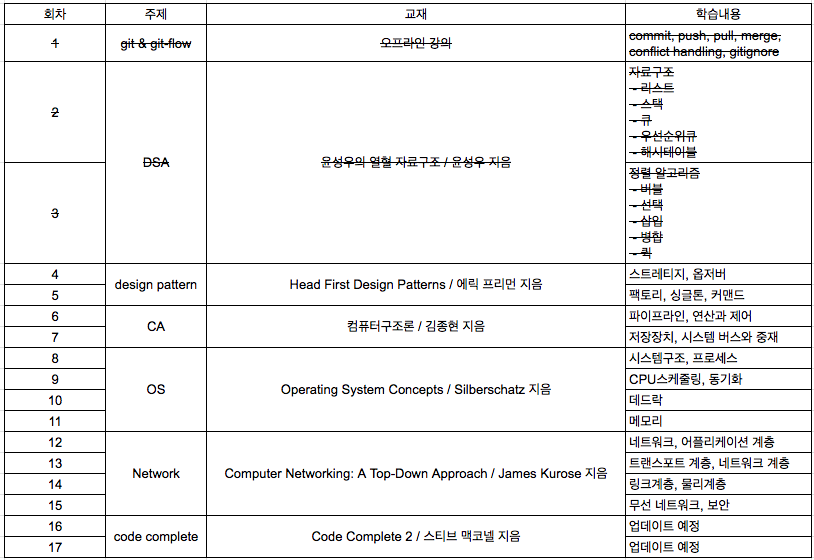 회차 주제 교재 학습내용
1 git & git-flow 오프라인 강의 commit, push, pull, merge,
conflict handling, gitignore
2 자료구조
- 리스트
- 스택
- 큐
- 우선순위큐
- 해시테이블
DSA 윤성우의 열혈 자료구조 / 윤성우 지음
3 정렬 알고리즘
- 버블
- 선택
- 삽입
- 병합
- 퀵
4 스트레티지, 옵저버
design pattern Head First Design Patterns / 에릭 프리먼 지음
5 팩토리, 싱글톤, 커맨드
6 파이프라인, 연산과 제어
CA 컴퓨터구조론 / 김종현 지음
7 저장장치, 시스템 버스와 중재
8 시스템구조, 프로세스
9 CPU스케줄링, 동기화
OS Operating System Concepts / Silberschatz 지음
10 데드락
11 메모리
12 네트워크, 어플리케이션 계층
13 트랜스포트 계층, 네트워크 계층
Network Computer Networking: A Top-Down Approach / James Kurose 지음
14 링크계층, 물리계층
15 무선 네트워크, 보안
16 업데이트 예정
code complete Code Complete 2 / 스티브 맥코넬 지음
17 업데이트 예정